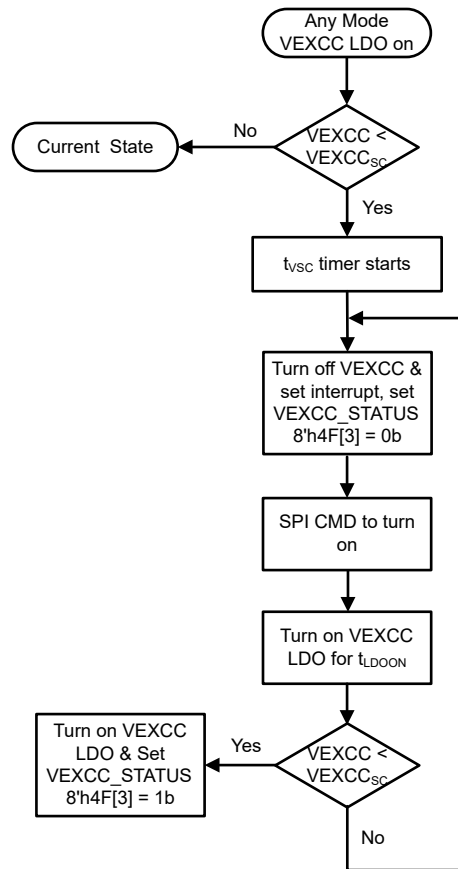 Any Mode
VEXCC LDO on
No
VEXCC <
VEXCCSC
Current State
Yes
tVSC timer starts
Turn off VEXCC &
set interrupt, set
VEXCC_STATUS
8'h4F[3] = 0b
SPI CMD to turn
on
Turn on VEXCC
LDO for tLDOON
Turn on VEXCC
LDO & Set
VEXCC_STATUS
8'h4F[3] = 1b
Yes
VEXCC <
VEXCCSC
No